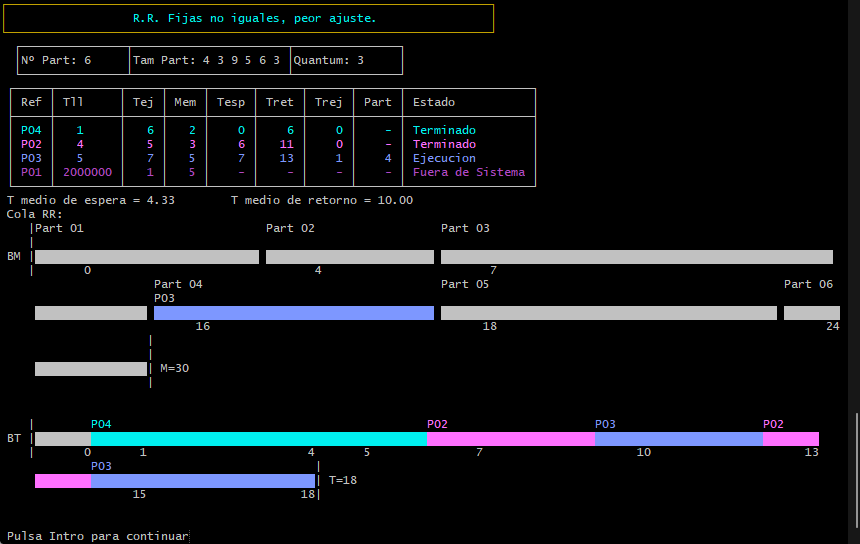 R.R. Fijas no iguales, peor ajuste.
Nº Part: 6 Tam Part: 4 3 9 5 6 3 Quantum: 3
Ref Tll Tej Mem Tesp Tret Trej Part Estado
P04 1 6 2 0 6 0 - Terminado
P02 4 5 3 6 11 0 - Terminado
P03 5 7 5 7 13 1 4 Ejecucion
P01 2000000 1 5 - - - - Fuera de Sistema
T medio de espera = 4.33 T medio de retorno = 10.00
Cola RR:
|Part 01 Part 02 Part 03
|
BM |
| 0 4 7
Part 04 Part 05 Part 06
P03
16 18 24
|
|
| M=30
|
| P04 P02 P03 P02
BT |
| 0 1 4 5 7 10 13
P03 |
| T=18
15 18|
Pulsa Intro para continuar